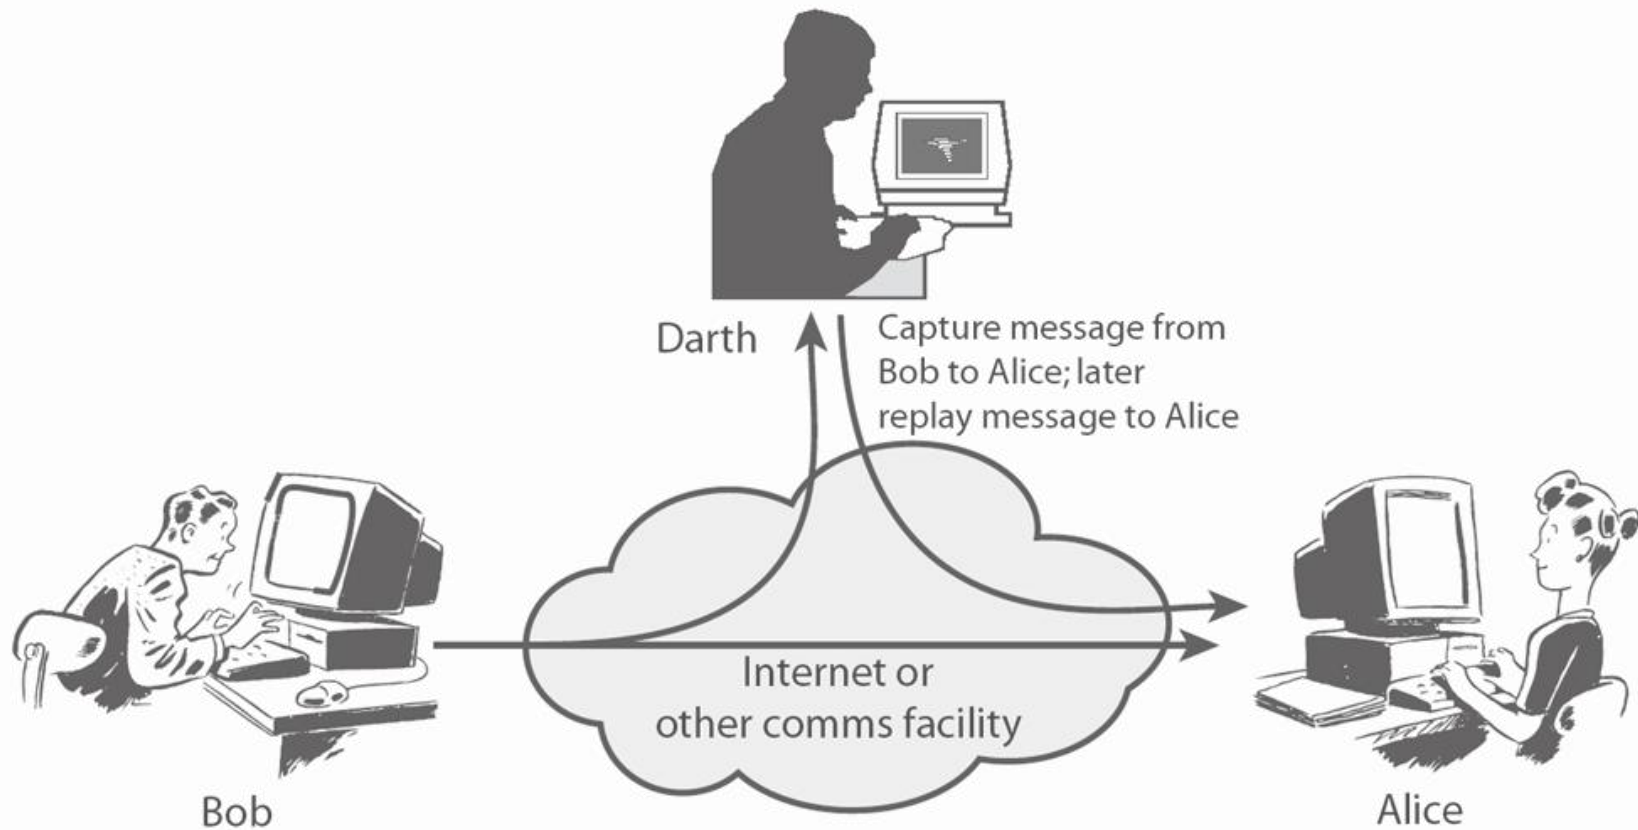 Darth
Capture message from
Bob to Alice; later
replay message to Alice
Internet or
other comms facility
Bob
Alice